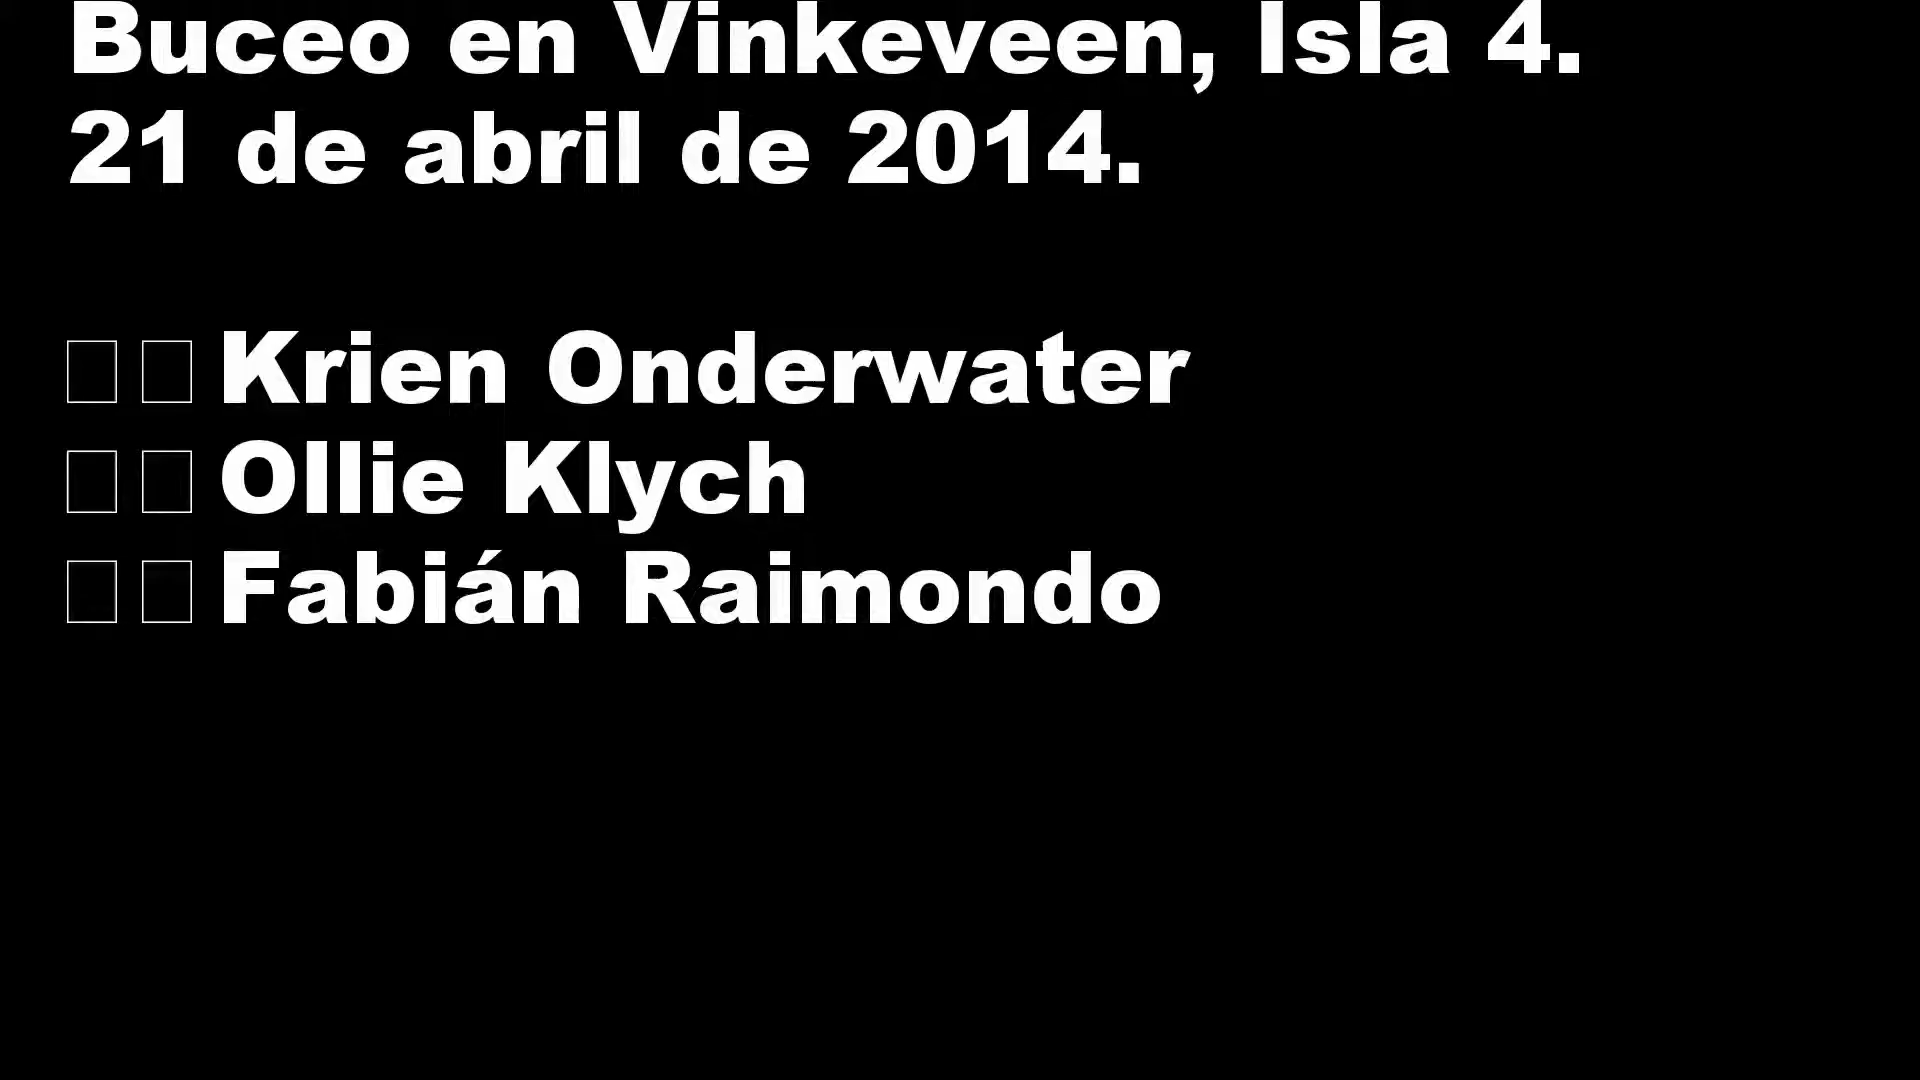 Buceo en Vinkeveen, Isla 4.
21 de abril de 2014.
Krien Onderwater
Ollie Klych
Fabián Raimondo